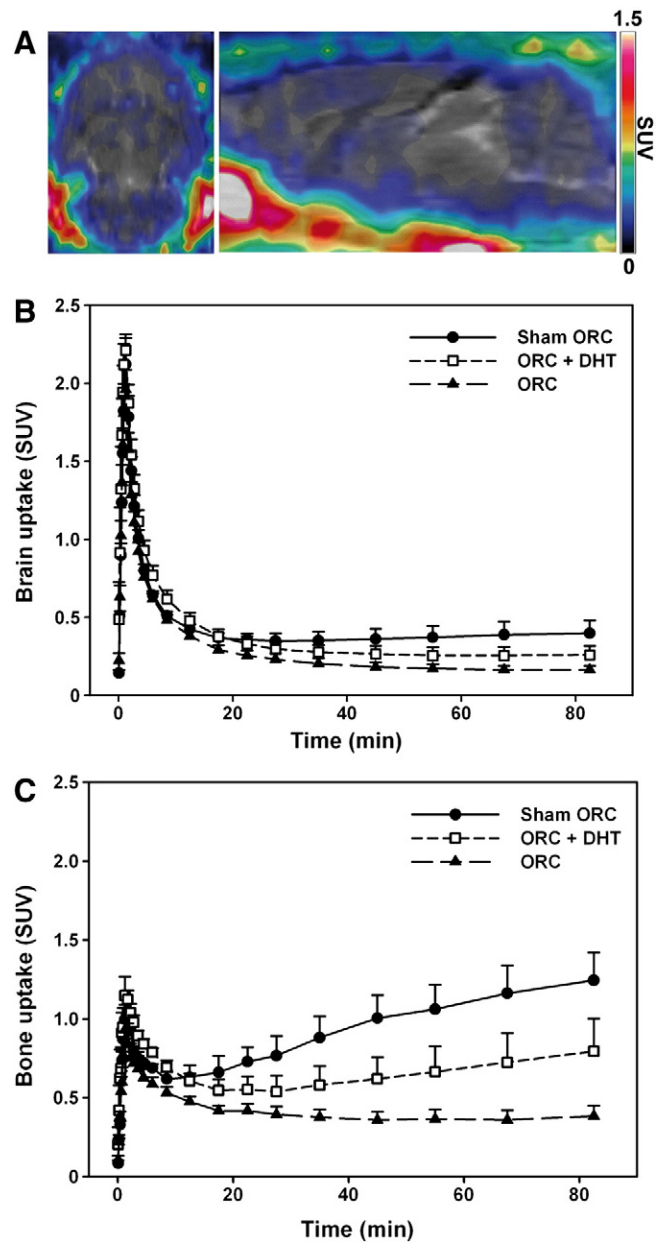 A
1.5
SUV
0
B
2.5
2.0
1.5
1.0
0.5
0
Brain uptake (SUV)
Sham ORC
ORC + DHT
ORC
0 20 40 60 80
Time (min)
C
2.5
2.0
1.5
1.0
0.5
0
Bone uptake (SUV)
Sham ORC
ORC + DHT
ORC
0 20 40 60 80
Time (min)